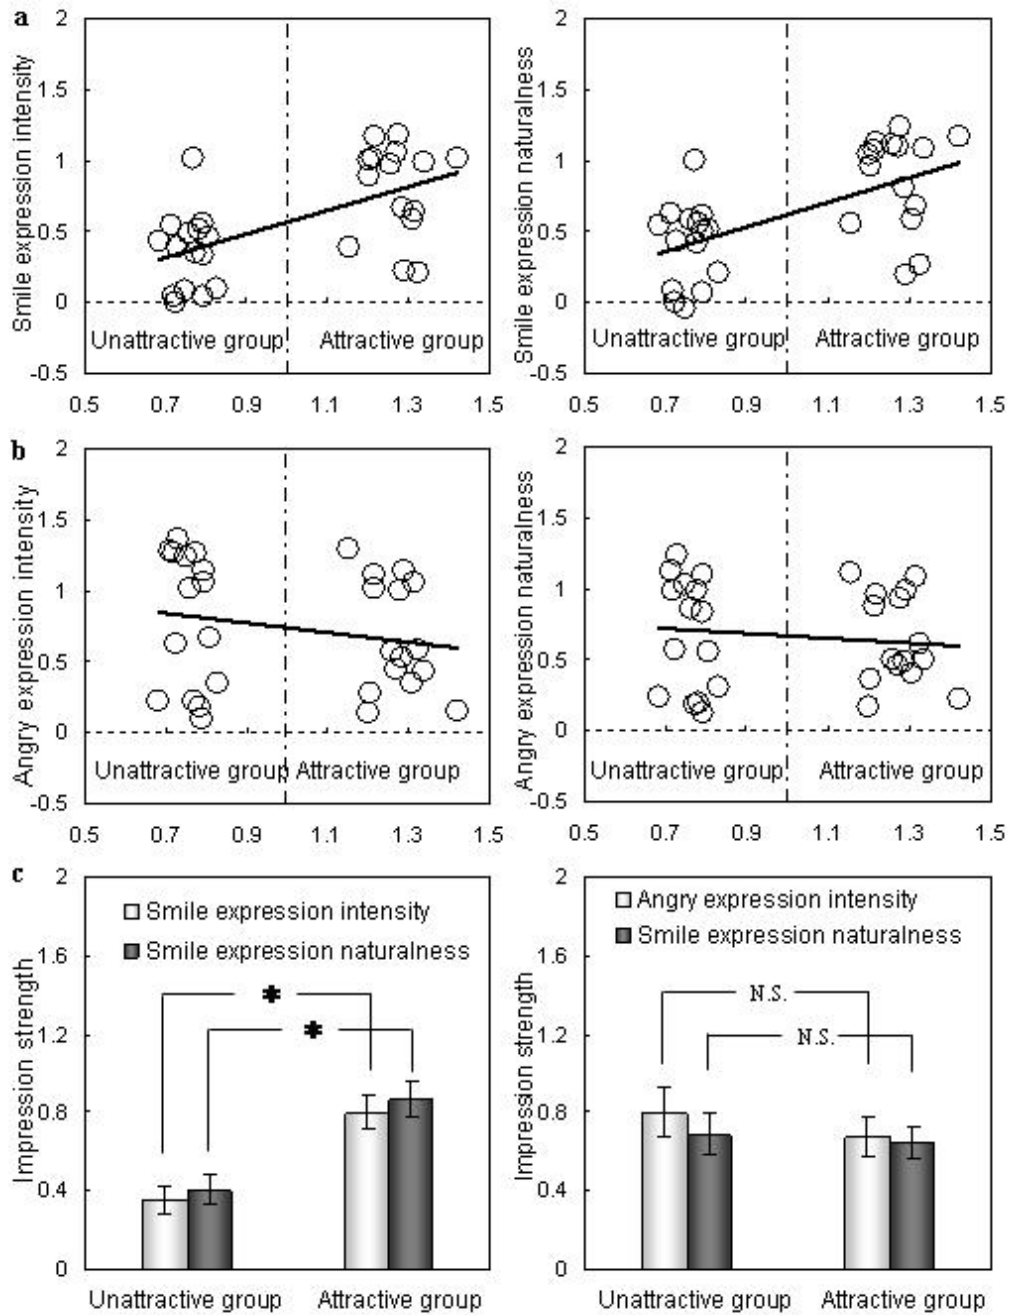 a
Smile expression intensity
2
1.5
1
0.5
0
-0.5
Unattractive group
Attractive group
0.5 0.7 0.9 1.1 1.3 1.5
Smile expression naturalness
2
1.5
1
0.5
0
-0.5
Unattractive group
Attractive group
0.5 0.7 0.9 1.1 1.3 1.5
b
Angry expression intensity
2
1.5
1
0.5
0
-0.5
Unattractive group
Attractive group
0.5 0.7 0.9 1.1 1.3 1.5
Angry expression naturalness
2
1.5
1
0.5
0
-0.5
Unattractive group
Attractive group
0.5 0.7 0.9 1.1 1.3 1.5
c
Impression strength
2
1.6
1.2
0.8
0.4
0
Smile expression intensity
Smile expression naturalness
*
*
Unattractive group
Attractive group
Impression strength
2
1.6
1.2
0.8
0.4
0
Angry expression intensity
Smile expression naturalness
N.S.
N.S.
Unattractive group
Attractive group